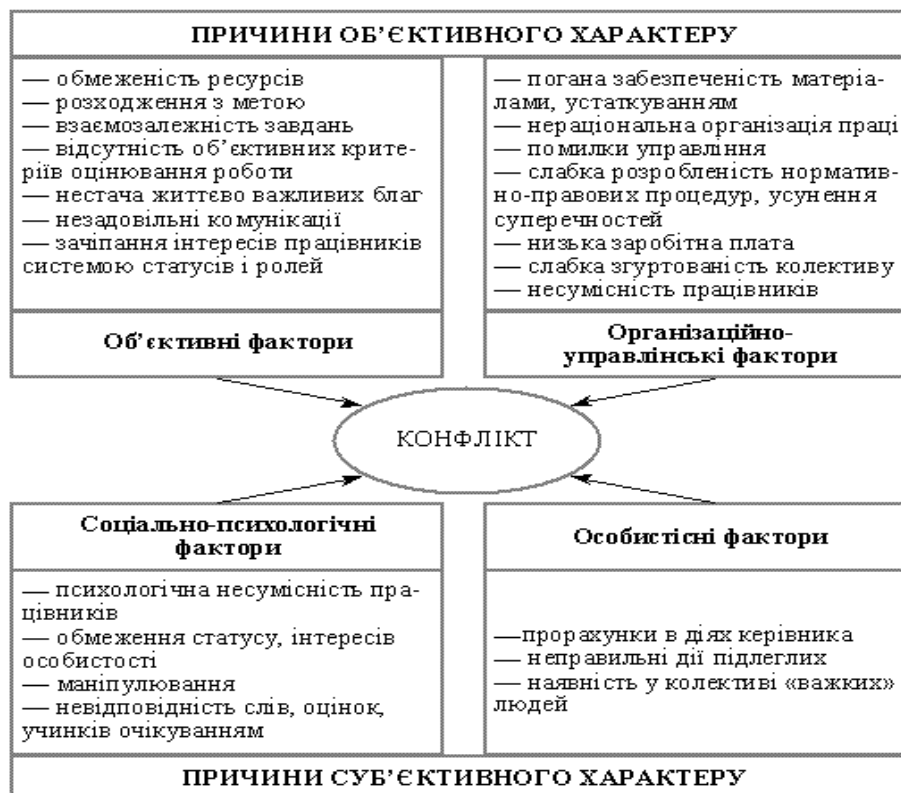 ПРИЧИНИ ОБ’ЄКТИВНОГО ХАРАКТЕРУ
— обмеженість ресурсів
— розходження з метою
— взаємозалежність завдань
— відсутність об’єктивних крите-
ріїв оцінювання роботи
— нестача життєво важливих благ
— незадовільні комунікації
— зачіпання інтересів працівників
системою статусів і ролей
Об’єктивні фактори
— погана забезпеченість матеріа-
лами, устаткуванням
— нераціональна організація праці
— помилки управління
— слабка розробленість норматив-
но-правових процедур, усунення
суперечностей
— низька заробітна плата
— слабка згуртованість колективу
— несумісність працівників
Організаційно-
управлінські фактори
КОНФЛІКТ
Соціально-психологічні
фактори
— психологічна несумісність пра-
цівників
— обмеження статусу, інтересів
особистості
— маніпулювання
— невідповідність слів, оцінок,
учинків очікуванням
Особистісні фактори
—прорахунки в діях керівника
— неправильні дії підлеглих
— наявність у колективі «важких»
людей
ПРИЧИНИ СУБ’ЄКТИВНОГО ХАРАКТЕРУ